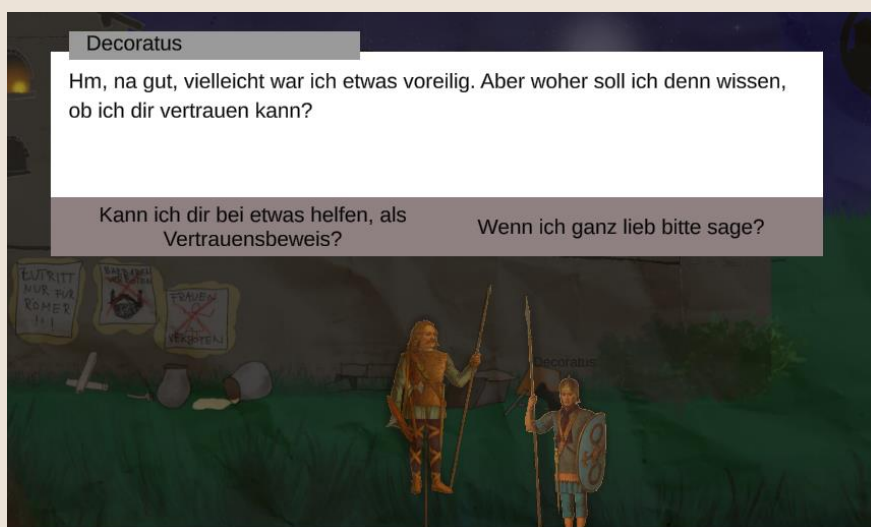 Decoratus
Hm, na gut, vielleicht war ich etwas voreilig. Aber woher soll ich denn wissen,
ob ich dir vertrauen kann?
Kann ich dir bei etwas helfen, als
Vertrauensbeweis?
Wenn ich ganz lieb bitte sage?
ZUTRITT
NUR FÜR
RÖMER
!!!
FRAUEN
VERBOTEN
Decoratus